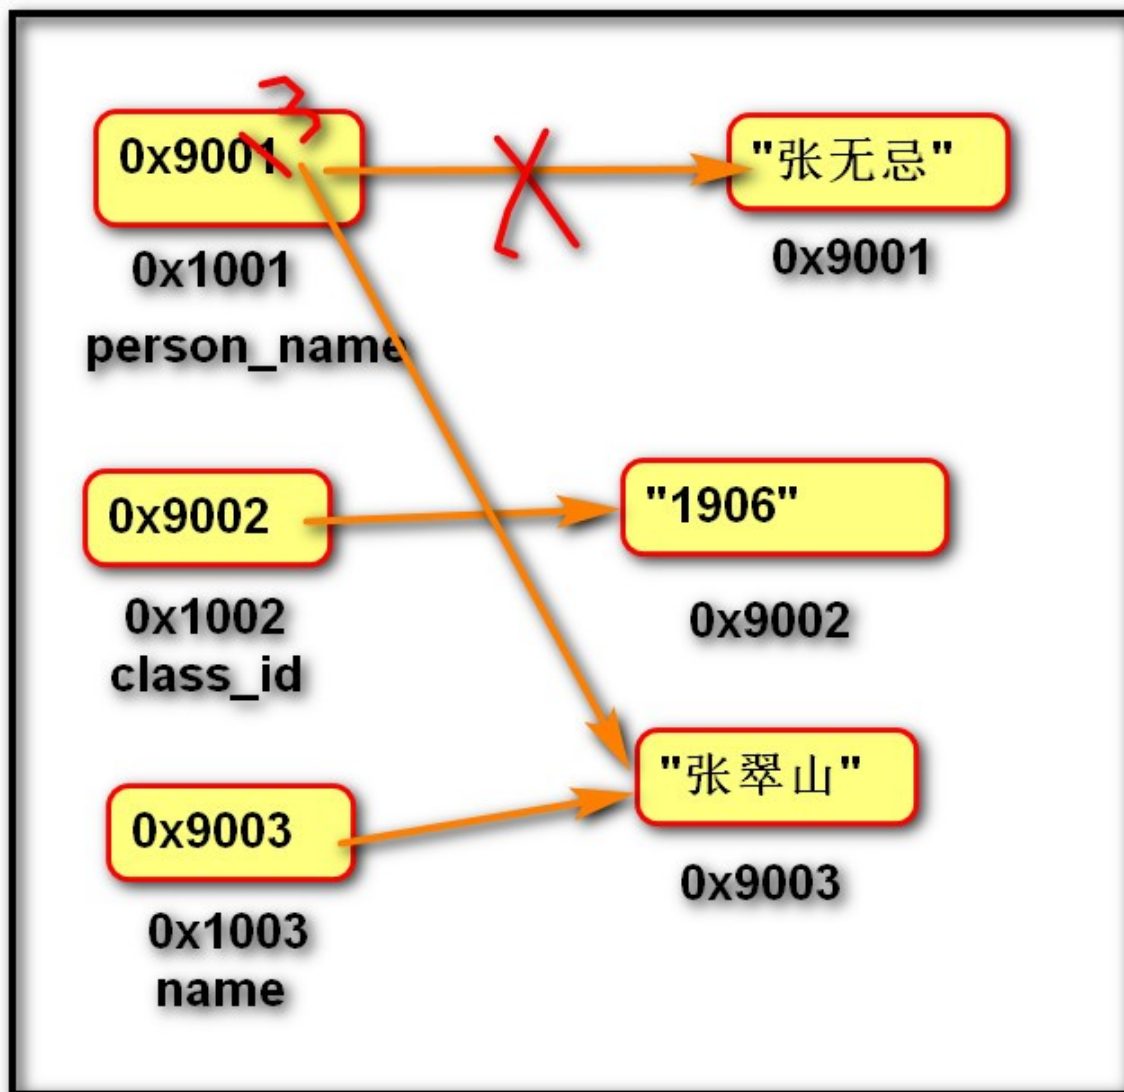 0x9001
3
"张无忌"
0x1001
0x9001
person_name
0x9002
"1906"
0x1002
0x9002
class_id
"张翠山"
0x9003
0x9003
0x1003
name